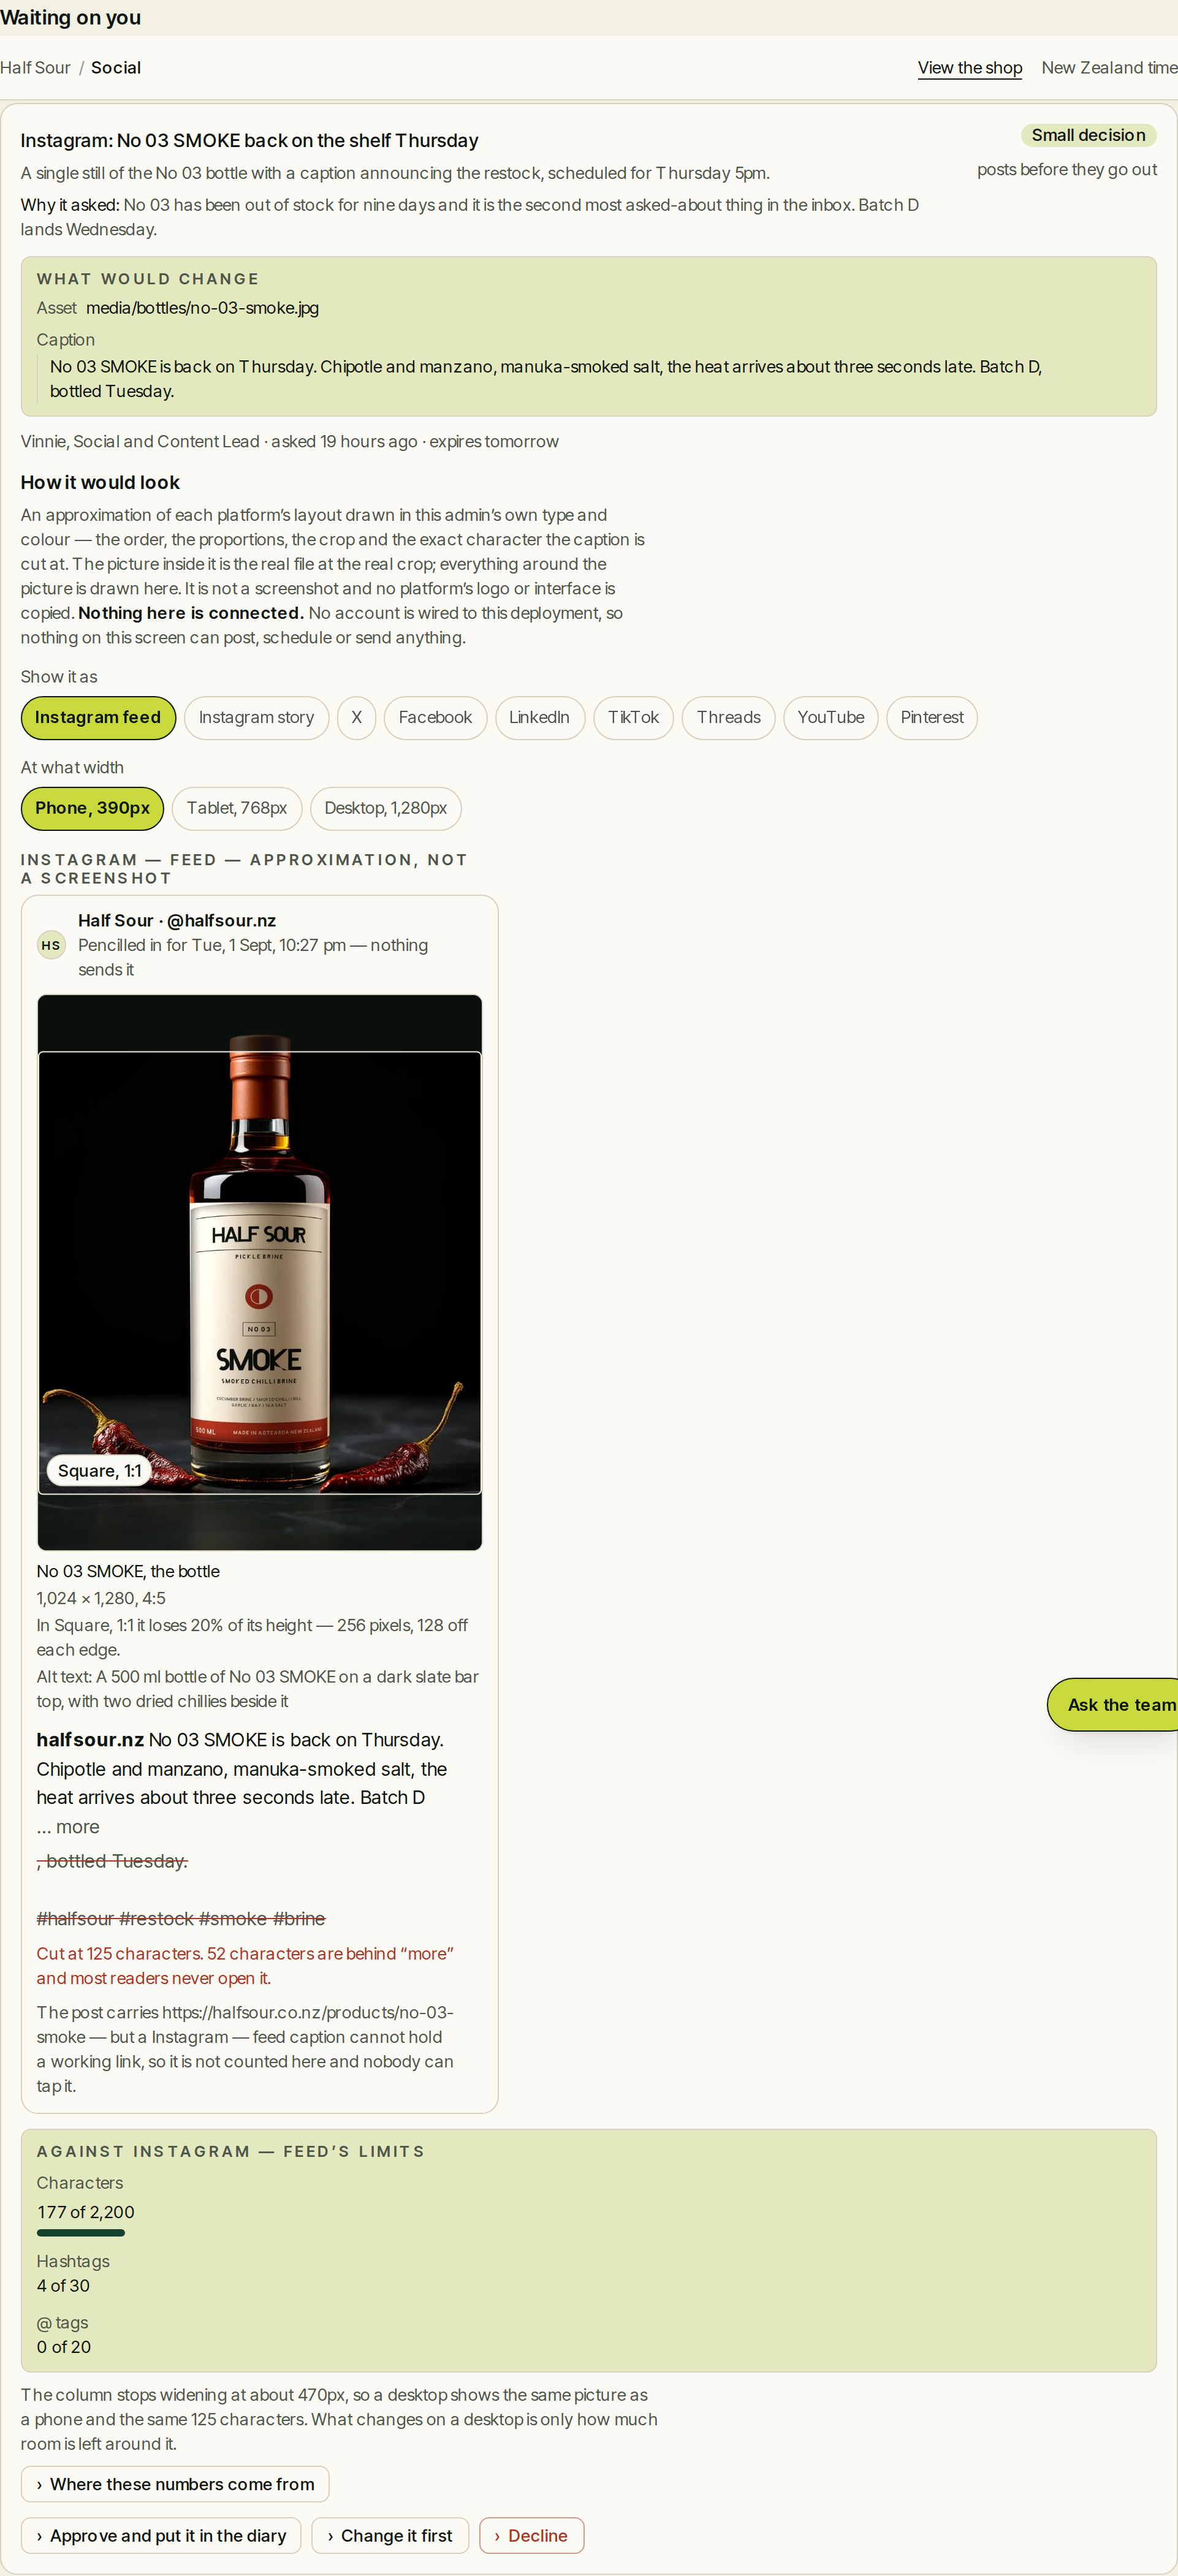 Waiting on you
Half Sour / Social
View the shop
New Zealand time
Instagram: No 03 SMOKE back on the shelf Thursday
Small decision
A single still of the No 03 bottle with a caption announcing the restock, scheduled for Thursday 5pm.
posts before they go out
Why it asked: No 03 has been out of stock for nine days and it is the second most asked-about thing in the inbox. Batch D
lands Wednesday.
WHAT WOULD CHANGE
Asset media/bottles/no-03-smoke.jpg
Caption
No 03 SMOKE is back on Thursday. Chipotle and manzano, manuka-smoked salt, the heat arrives about three seconds late. Batch D,
bottled Tuesday.
Vinnie, Social and Content Lead · asked 19 hours ago · expires tomorrow
How it would look
An approximation of each platform’s layout drawn in this admin’s own type and
colour — the order, the proportions, the crop and the exact character the caption is
cut at. The picture inside it is the real file at the real crop; everything around the
picture is drawn here. It is not a screenshot and no platform’s logo or interface is
copied. Nothing here is connected. No account is wired to this deployment, so
nothing on this screen can post, schedule or send anything.
Show it as
Instagram feed
Instagram story
X
Facebook
LinkedIn
TikTok
Threads
YouTube
Pinterest
At what width
Phone, 390px
Tablet, 768px
Desktop, 1,280px
INSTAGRAM — FEED — APPROXIMATION, NOT
A SCREENSHOT
HS
Half Sour · @halfsour.nz
Pencilled in for Tue, 1 Sept, 10:27 pm — nothing
sends it
HALF SOUR
PICKLE BRINE
NO 03
SMOKE
SMOKED CHILLI BRINE
CUCUMBER BRINE / SMOKED CHILLI / DILL
GARLIC / BAY / SEA SALT
500 ML
MADE IN AOTEAROA NEW ZEALAND
Square, 1:1
No 03 SMOKE, the bottle
1,024 × 1,280, 4:5
In Square, 1:1 it loses 20% of its height — 256 pixels, 128 off
each edge.
Alt text: A 500 ml bottle of No 03 SMOKE on a dark slate bar
top, with two dried chillies beside it
Ask the team
halfsour.nz No 03 SMOKE is back on Thursday.
Chipotle and manzano, manuka-smoked salt, the
heat arrives about three seconds late. Batch D
… more
, bottled Tuesday.
#halfsour #restock #smoke #brine
Cut at 125 characters. 52 characters are behind “more”
and most readers never open it.
The post carries https://halfsour.co.nz/products/no-03-
smoke — but a Instagram — feed caption cannot hold
a working link, so it is not counted here and nobody can
tap it.
AGAINST INSTAGRAM — FEED’S LIMITS
Characters
177 of 2,200
Hashtags
4 of 30
@ tags
0 of 20
The column stops widening at about 470px, so a desktop shows the same picture as
a phone and the same 125 characters. What changes on a desktop is only how much
room is left around it.
› Where these numbers come from
› Approve and put it in the diary
› Change it first
› Decline